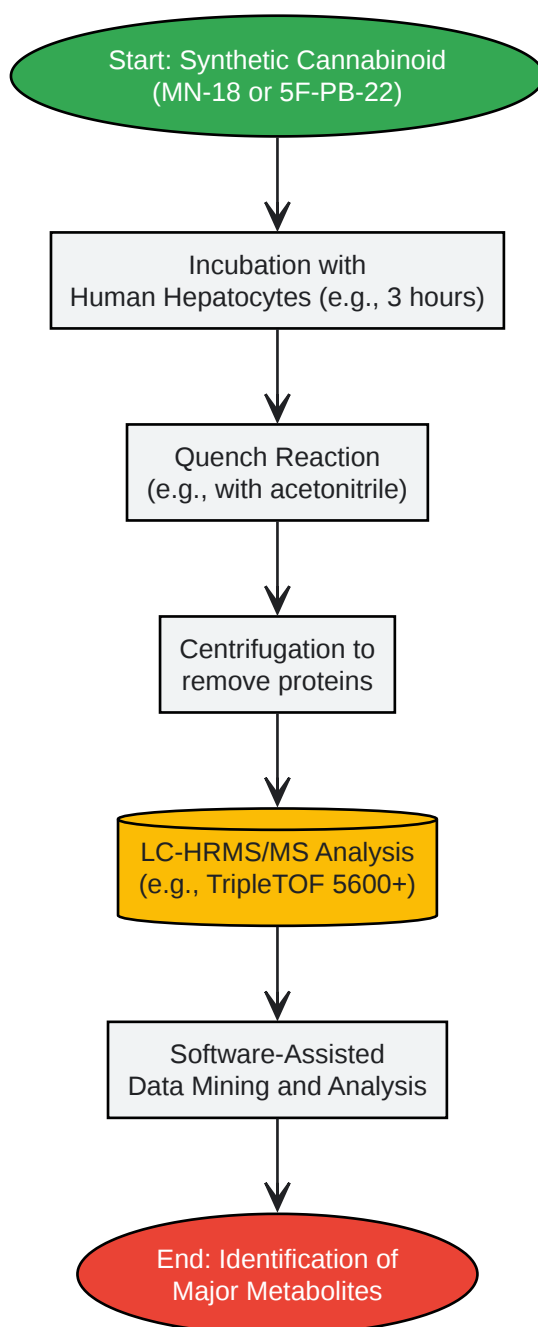 Start: Synthetic Cannabinoid
(MN-18 or 5F-PB-22)
Incubation with
Human Hepatocytes (e.g., 3 hours)
Quench Reaction
(e.g., with acetonitrile)
Centrifugation to
remove proteins
LC-HRMS/MS Analysis
(e.g., TripleTOF 5600+)
Software-Assisted
Data Mining and Analysis
End: Identification of
Major Metabolites